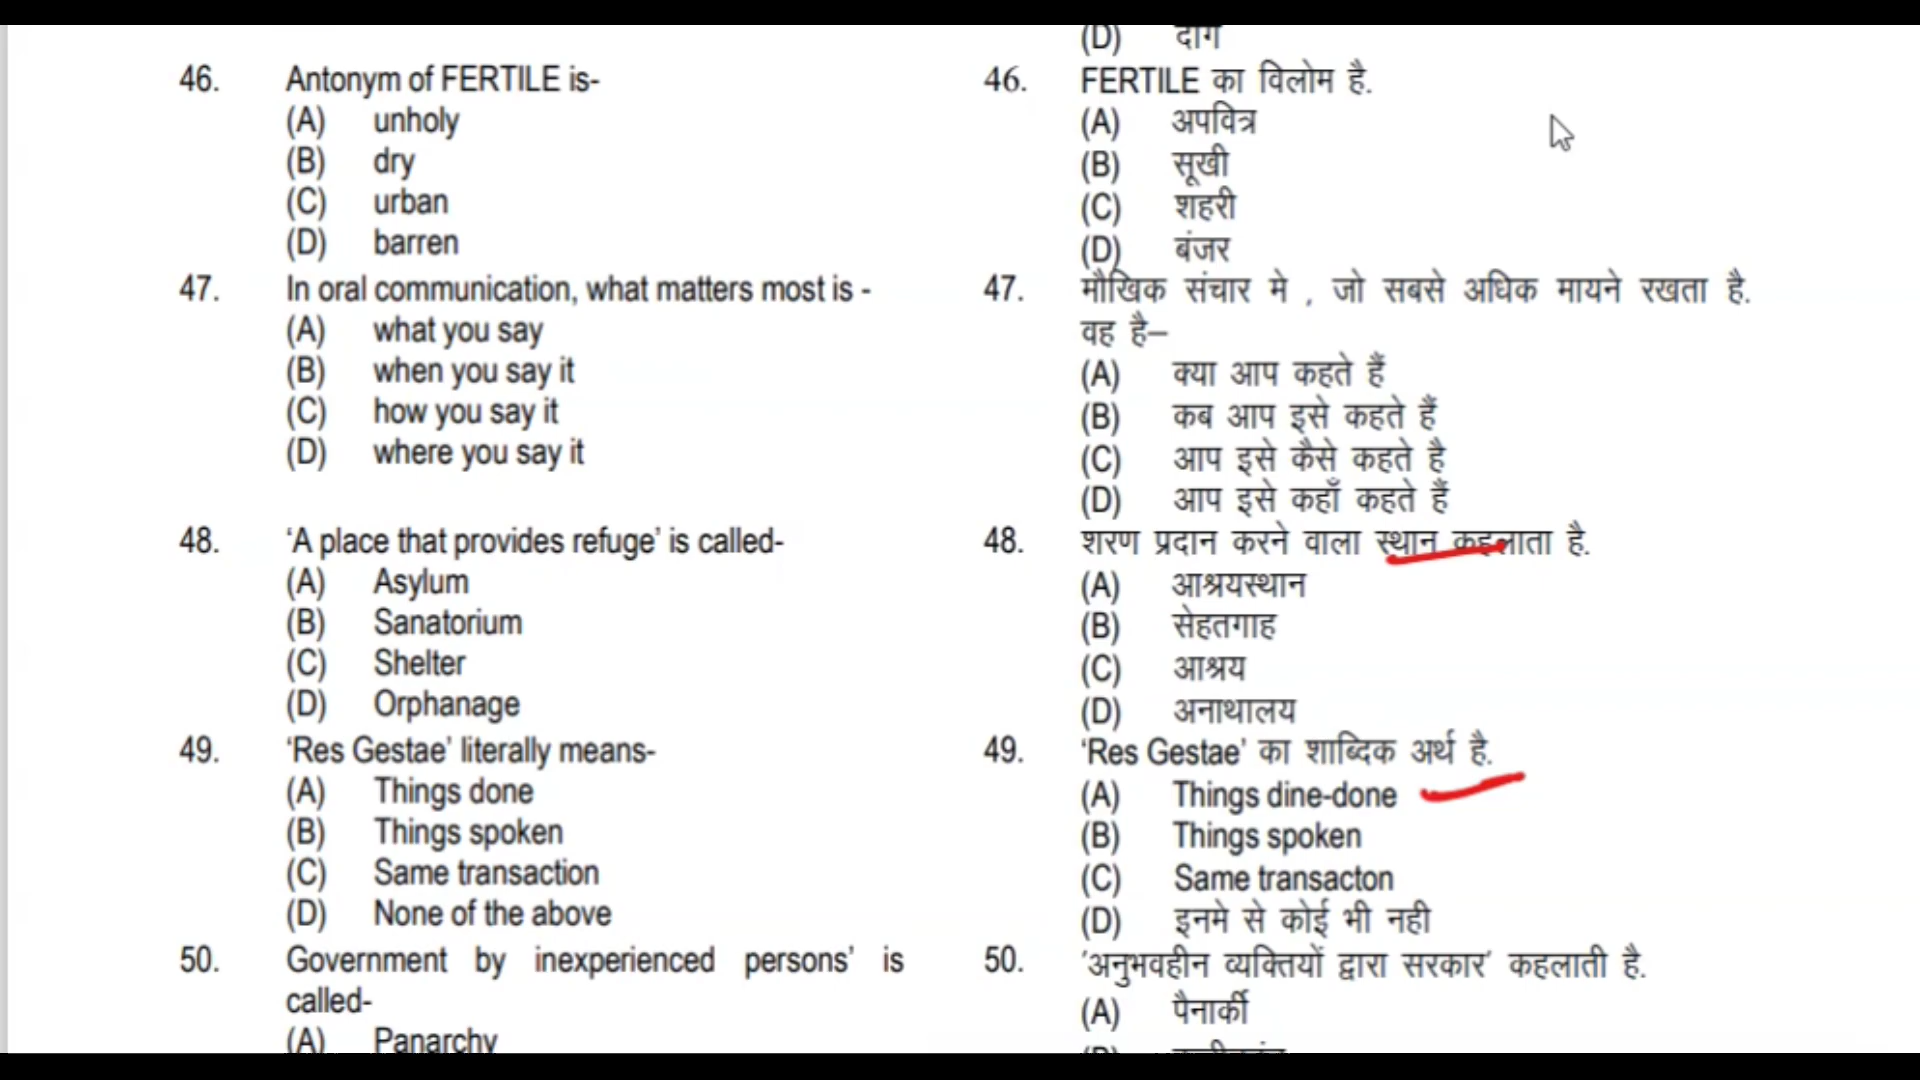 46. Antonym of FERTILE is-
(A) unholy
(B) dry
(C) urban
(D) barren
47. In oral communication, what matters most is -
(A) what you say
(B) when you say it
(C) how you say it
(D) where you say it
48. ‘A place that provides refuge’ is called-
(A) Asylum
(B) Sanatorium
(C) Shelter
(D) Orphanage
49. ‘Res Gestae’ literally means-
(A) Things done
(B) Things spoken
(C) Same transaction
(D) None of the above
50. Government by inexperienced persons’ is
called-
(A) Panarchy
(D) दाग
46. FERTILE का विलोम है.
(A) अपवित्र
(B) सूखी
(C) शहरी
(D) बंजर
47. मौखिक संचार मे , जो सबसे अधिक मायने रखता है.
वह है–
(A) क्या आप कहते हैं
(B) कब आप इसे कहते हैं
(C) आप इसे कैसे कहते है
(D) आप इसे कहाँ कहते हैं
48. शरण प्रदान करने वाला स्थान कहलाता है.
(A) आश्रयस्थान
(B) सेहतगाह
(C) आश्रय
(D) अनाथालय
49. ‘Res Gestae’ का शाब्दिक अर्थ है.
(A) Things dine-done
(B) Things spoken
(C) Same transacton
(D) इनमे से कोई भी नही
50. ‘अनुभवहीन व्यक्तियों द्वारा सरकार’ कहलाती है.
(A) पैनार्की
(B)